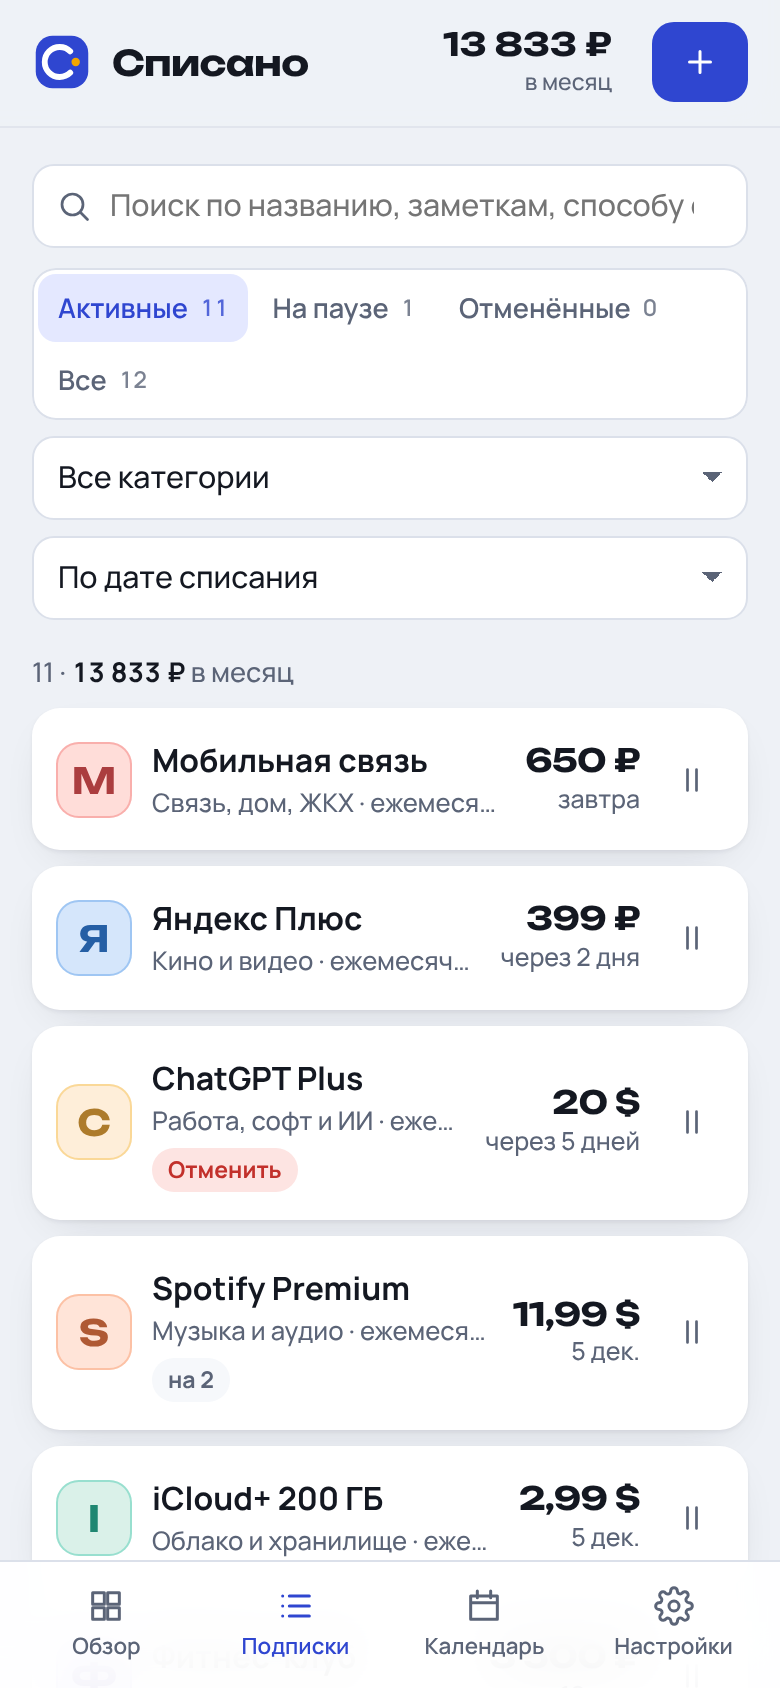 Списано
13 833 ₽
в месяц
Поиск по названию, заметкам, способу
Активные 11
На паузе 1
Отменённые 0
Все 12
Все категории
По дате списания
11 · 13 833 ₽ в месяц
М
Мобильная связь
650 ₽
Связь, дом, ЖКХ · ежемеся...
завтра
Я
Яндекс Плюс
399 ₽
Кино и видео · ежемесяч...
через 2 дня
C
ChatGPT Plus
20 $
Работа, софт и ИИ · еже...
через 5 дней
Отменить
S
Spotify Premium
11,99 $
Музыка и аудио · ежемеся...
5 дек.
на 2
I
iCloud+ 200 ГБ
2,99 $
Облако и хранилище · еже...
5 дек.
Обзор
Подписки
Календарь
Настройки